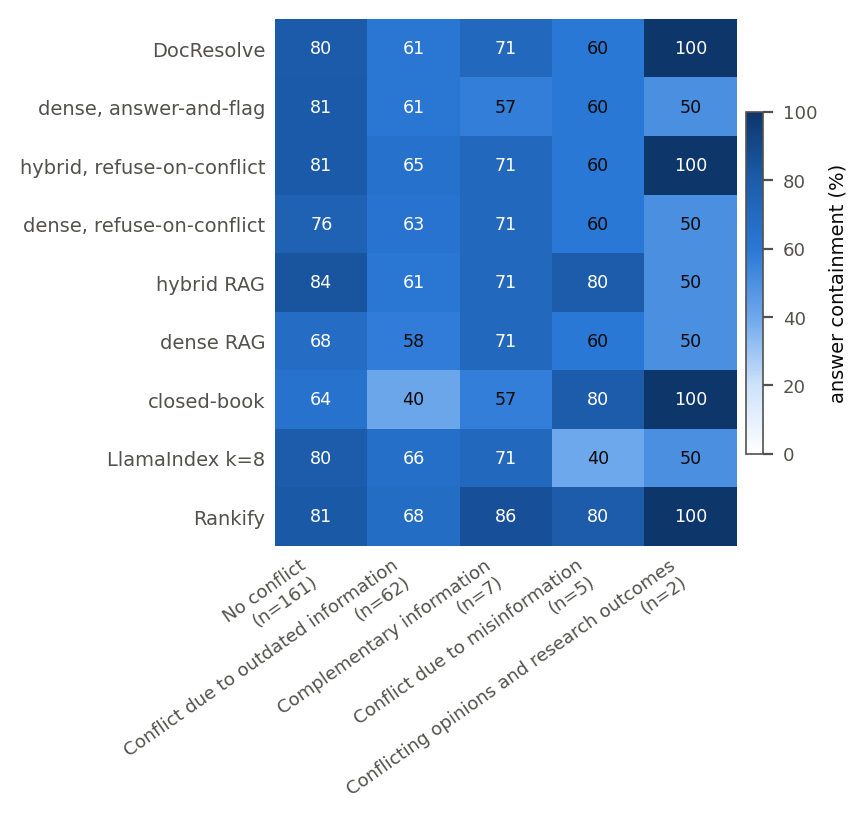 DocResolve 80 61 71 60 100
dense, answer-and-flag 81 61 57 60 50
hybrid, refuse-on-conflict 81 65 71 60 100
dense, refuse-on-conflict 76 63 71 60 50
hybrid RAG 84 61 71 80 50
dense RAG 68 58 71 60 50
closed-book 64 40 57 80 100
LlamaIndex k=8 80 66 71 40 50
Rankify 81 68 86 80 100
No conflict
(n=161)
Conflict due to outdated information
(n=62)
Complementary information
(n=7)
Conflict due to misinformation
(n=5)
Conflicting opinions and research outcomes
(n=2)
100
80
60
40
20
0
answer containment (%)